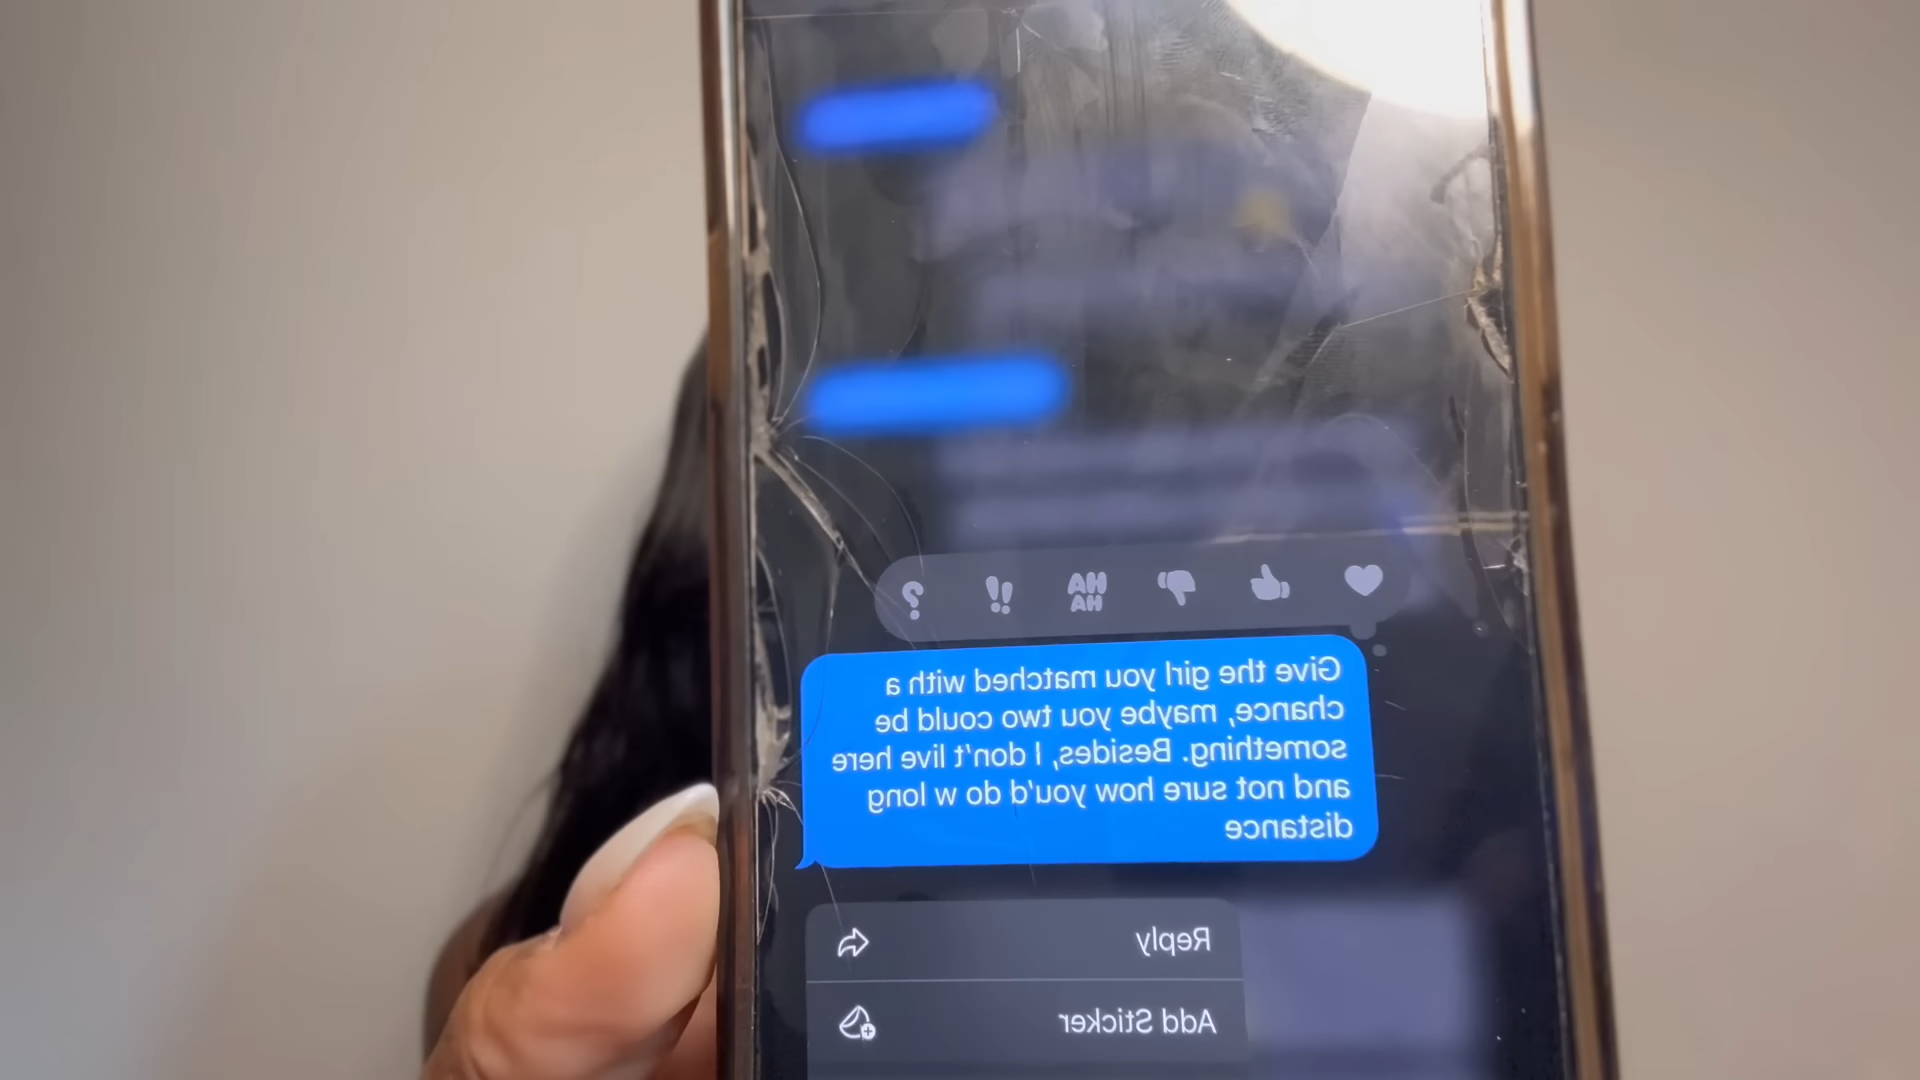 HA
HA
Give the girl you matched with a
chance, maybe you two could be
something. Besides, I don't live here
and not sure how you'd do w long
distance
Reply
Add Sticker